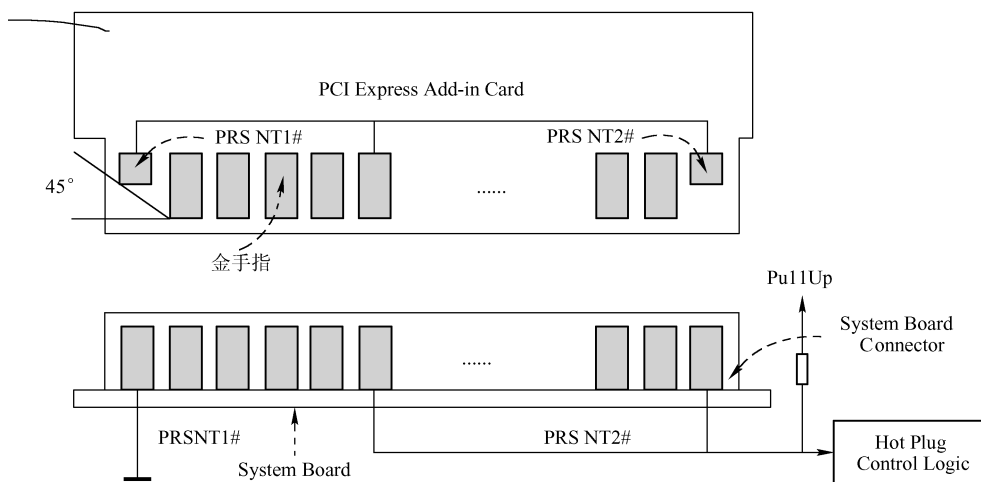 PCI Express Add-in Card
PRS NT1#
PRS NT2#
45°
......
金手指
Pu11Up
System Board
Connector
......
PRSNT1#
PRS NT2#
System Board
Hot Plug
Control Logic